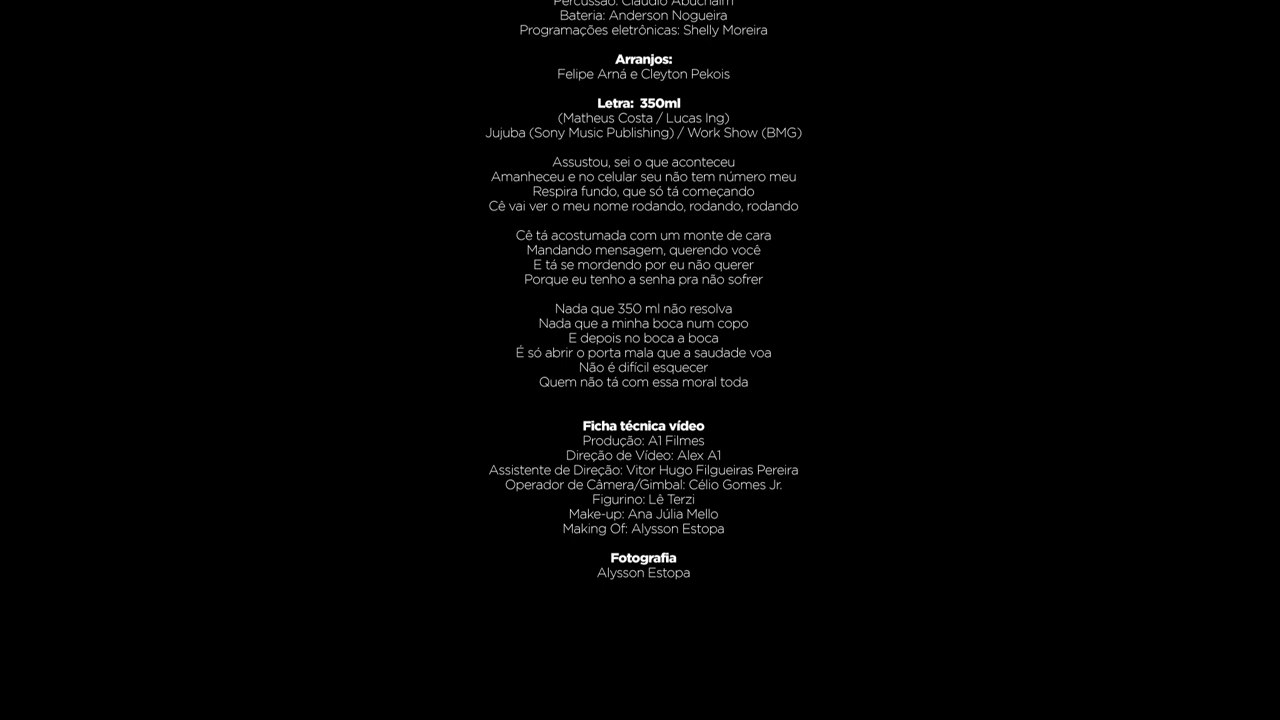 Percussão: Claudio Abuchaim
Bateria: Anderson Nogueira
Programações eletrônicas: Shelly Moreira
Arranjos:
Felipe Arná e Cleyton Pekois
Letra: 350ml
(Matheus Costa / Lucas Ing)
Jujuba (Sony Music Publishing) / Work Show (BMG)
Assustou, sei o que aconteceu
Amanheceu e no celular seu não tem número meu
Respira fundo, que só tá começando
Cê vai ver o meu nome rodando, rodando, rodando
Cê tá acostumada com um monte de cara
Mandando mensagem, querendo você
E tá se mordendo por eu não querer
Porque eu tenho a senha pra não sofrer
Nada que 350 ml não resolva
Nada que a minha boca num copo
E depois no boca a boca
É só abrir o porta mala que a saudade voa
Não é difícil esquecer
Quem não tá com essa moral toda
Ficha técnica vídeo
Produção: A1 Filmes
Direção de Vídeo: Alex A1
Assistente de Direção: Vitor Hugo Filgueiras Pereira
Operador de Câmera/Gimbal: Célio Gomes Jr.
Figurino: Lê Terzi
Make-up: Ana Júlia Mello
Making Of: Alysson Estopa
Fotografia
Alysson Estopa